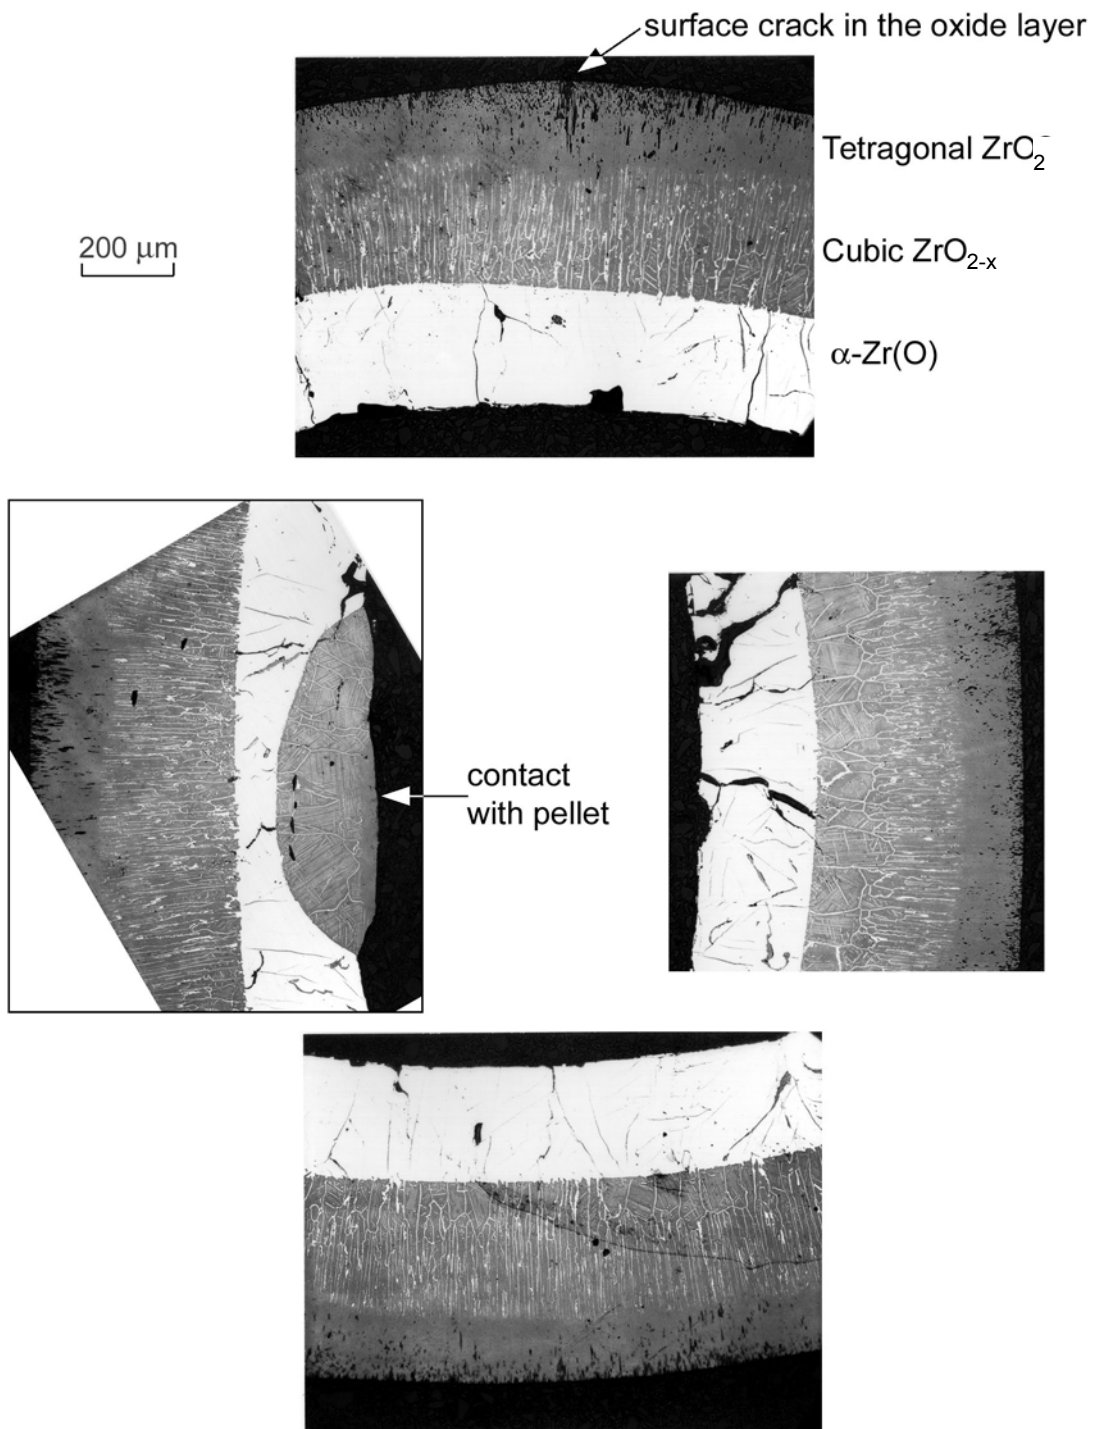 surface crack in the oxide layer
Tetragonal ZrO2
200 μm
Cubic ZrO2-x
α-Zr(O)
contact
with pellet